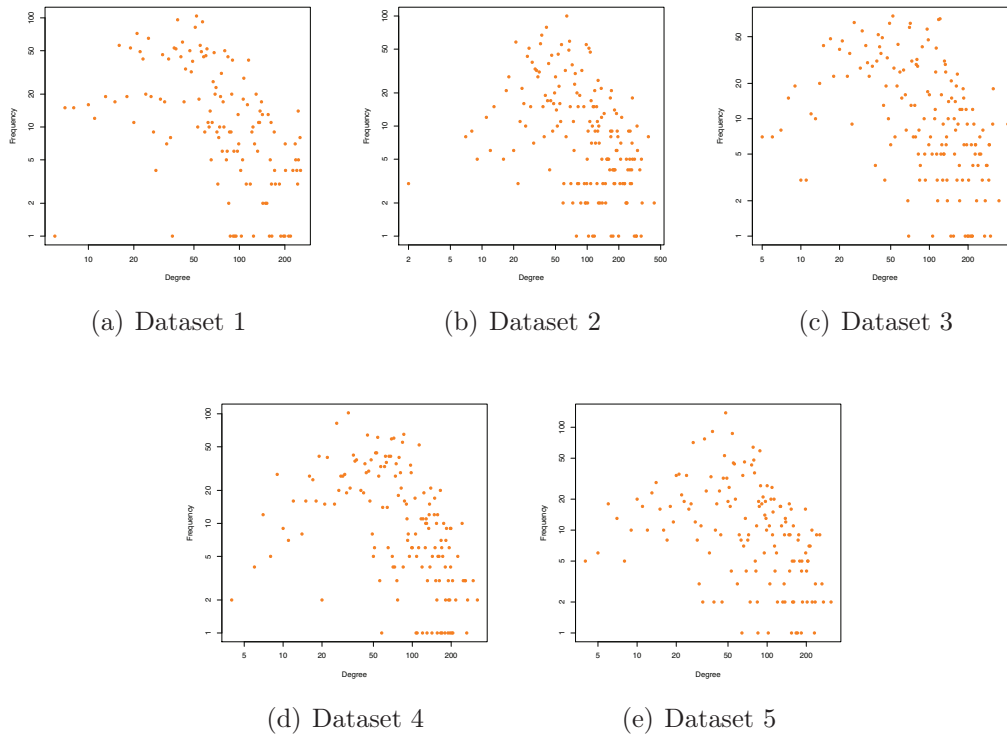 Frequency
1 2 5 10 20 50 100
10 20 50 100 200
Degree
(a) Dataset 1
Frequency
1 2 5 10 20 50 100
2 5 10 20 50 100 200 500
Degree
(b) Dataset 2
Frequency
1 2 5 10 20 50
5 10 20 50 100 200
Degree
(c) Dataset 3
Frequency
1 2 5 10 20 50 100
5 10 20 50 100 200
Degree
(d) Dataset 4
Frequency
1 2 5 10 20 50 100
5 10 20 50 100 200
Degree
(e) Dataset 5